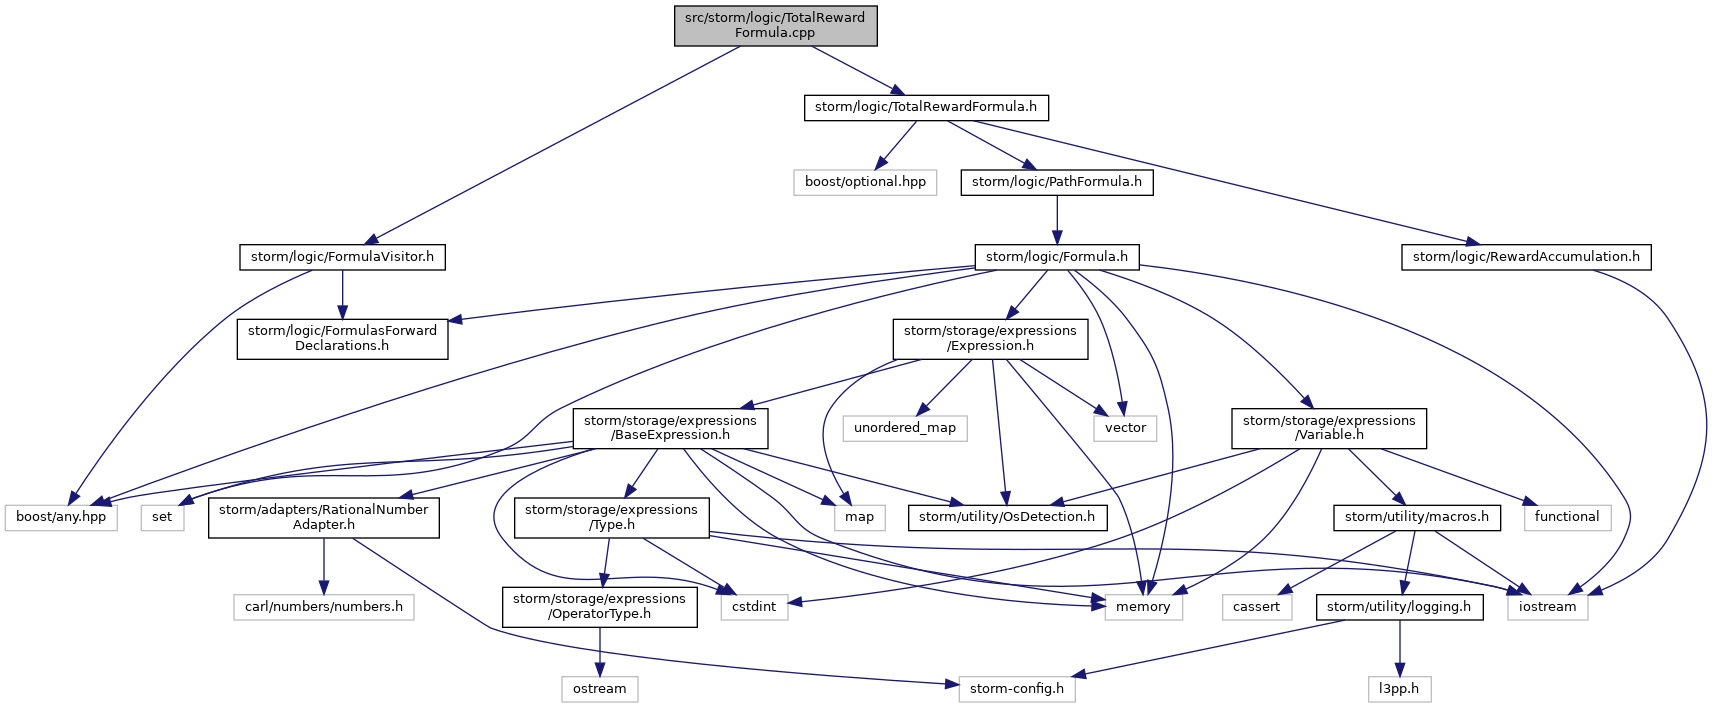 src/storm/logic/TotalReward
Formula.cpp
storm/logic/TotalRewardFormula.h
boost/optional.hpp
storm/logic/PathFormula.h
storm/logic/FormulaVisitor.h
storm/logic/Formula.h
storm/logic/RewardAccumulation.h
storm/logic/FormulasForward
Declarations.h
storm/storage/expressions
/Expression.h
storm/storage/expressions
/BaseExpression.h
unordered_map
vector
storm/storage/expressions
/Variable.h
boost/any.hpp
set
storm/adapters/RationalNumber
Adapter.h
storm/storage/expressions
/Type.h
map
storm/utility/OsDetection.h
storm/utility/macros.h
functional
carl/numbers/numbers.h
storm/storage/expressions
/OperatorType.h
cstdint
memory
cassert
storm/utility/logging.h
iostream
ostream
storm-config.h
l3pp.h